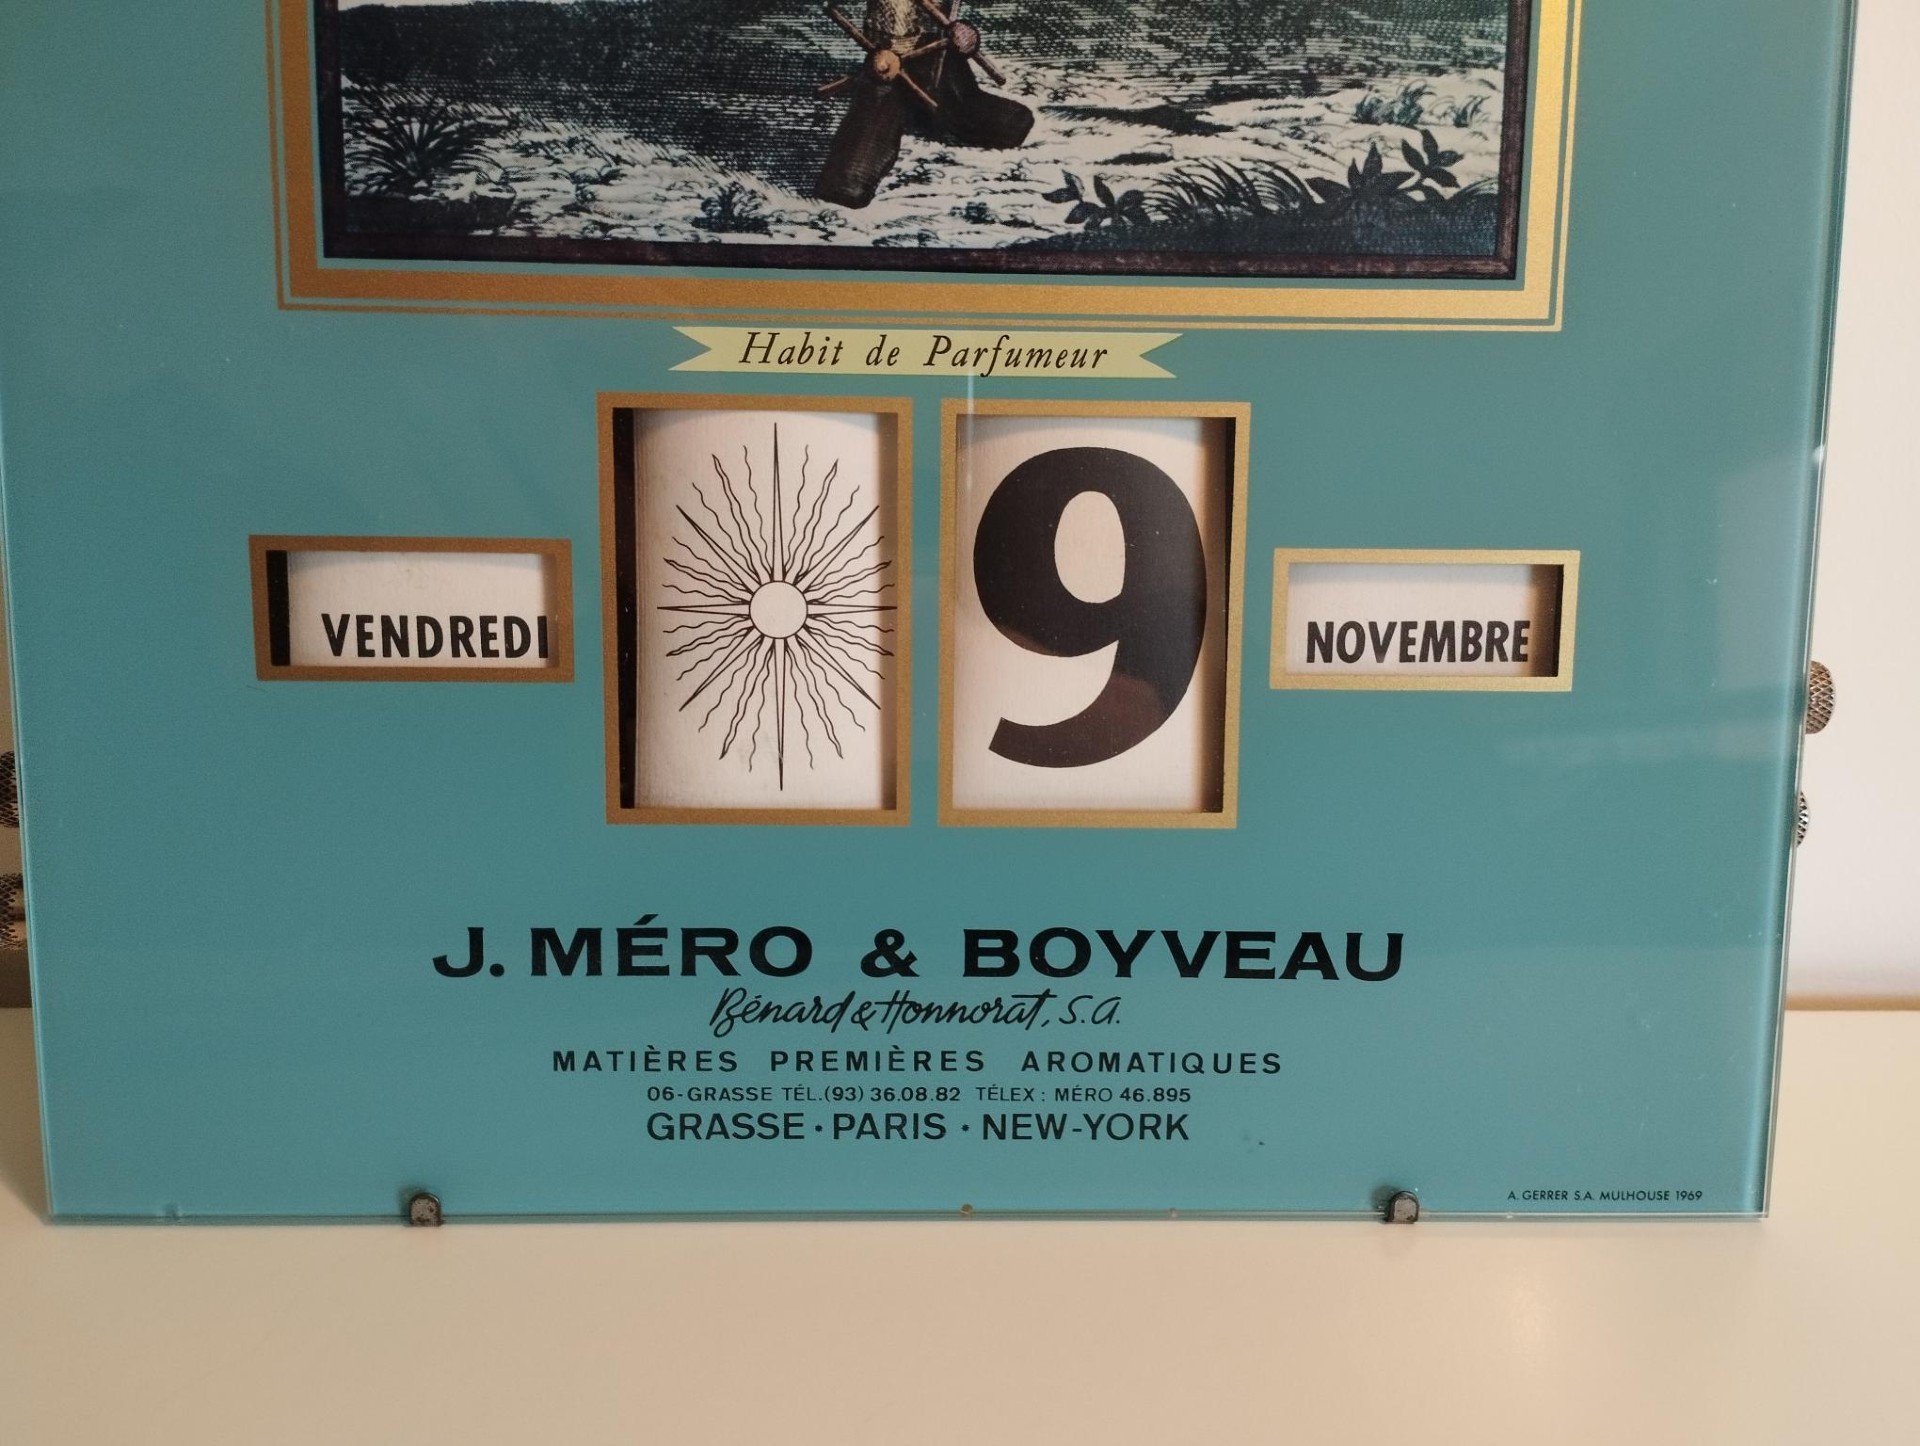 Habit de Parfumeur
VENDREDI 9 NOVEMBRE
J. MÉRO & BOYVEAU
Bénard & Honnorat, S.A.
MATIÈRES PREMIÈRES AROMATIQUES
06-GRASSE TÉL.(93) 36.08.82 TÉLEX : MÉRO 46.895
GRASSE · PARIS · NEW-YORK
A. GERRER S.A. MULHOUSE 1969